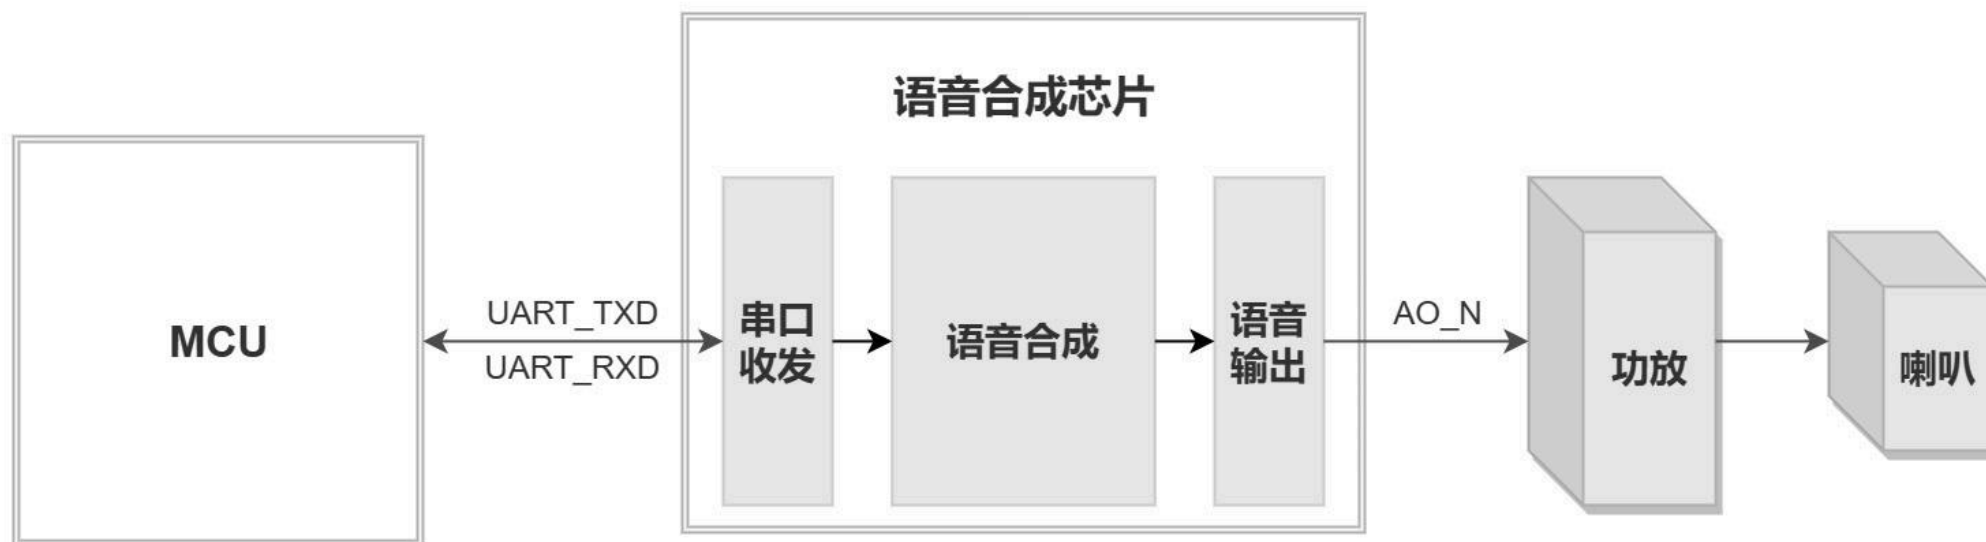 语音合成芯片
MCU
UART_TXD
UART_RXD
串口
收发
语音合成
语音
输出
AO_N
功放
喇叭